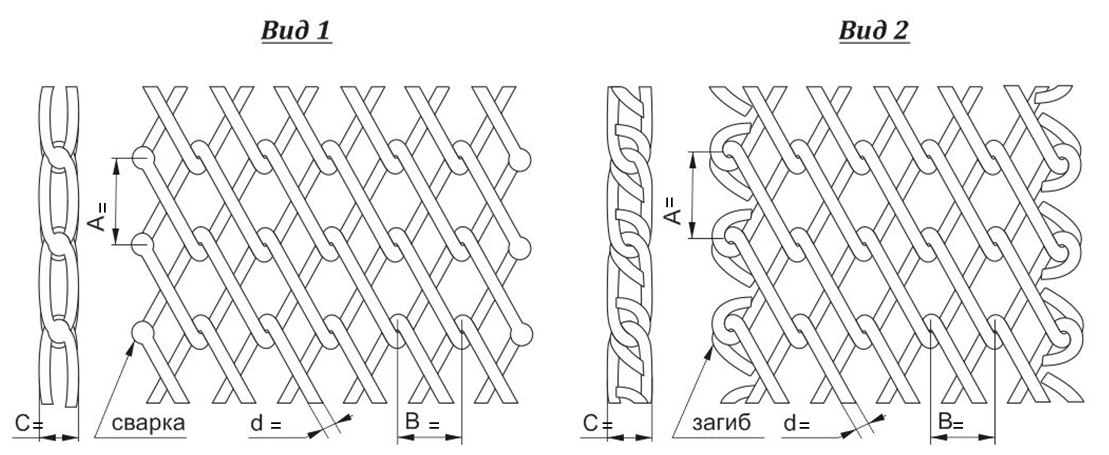 Вид 1
Вид 2
A=
A=
C=
сварка
d =
B=
C=
загиб
d=
B=